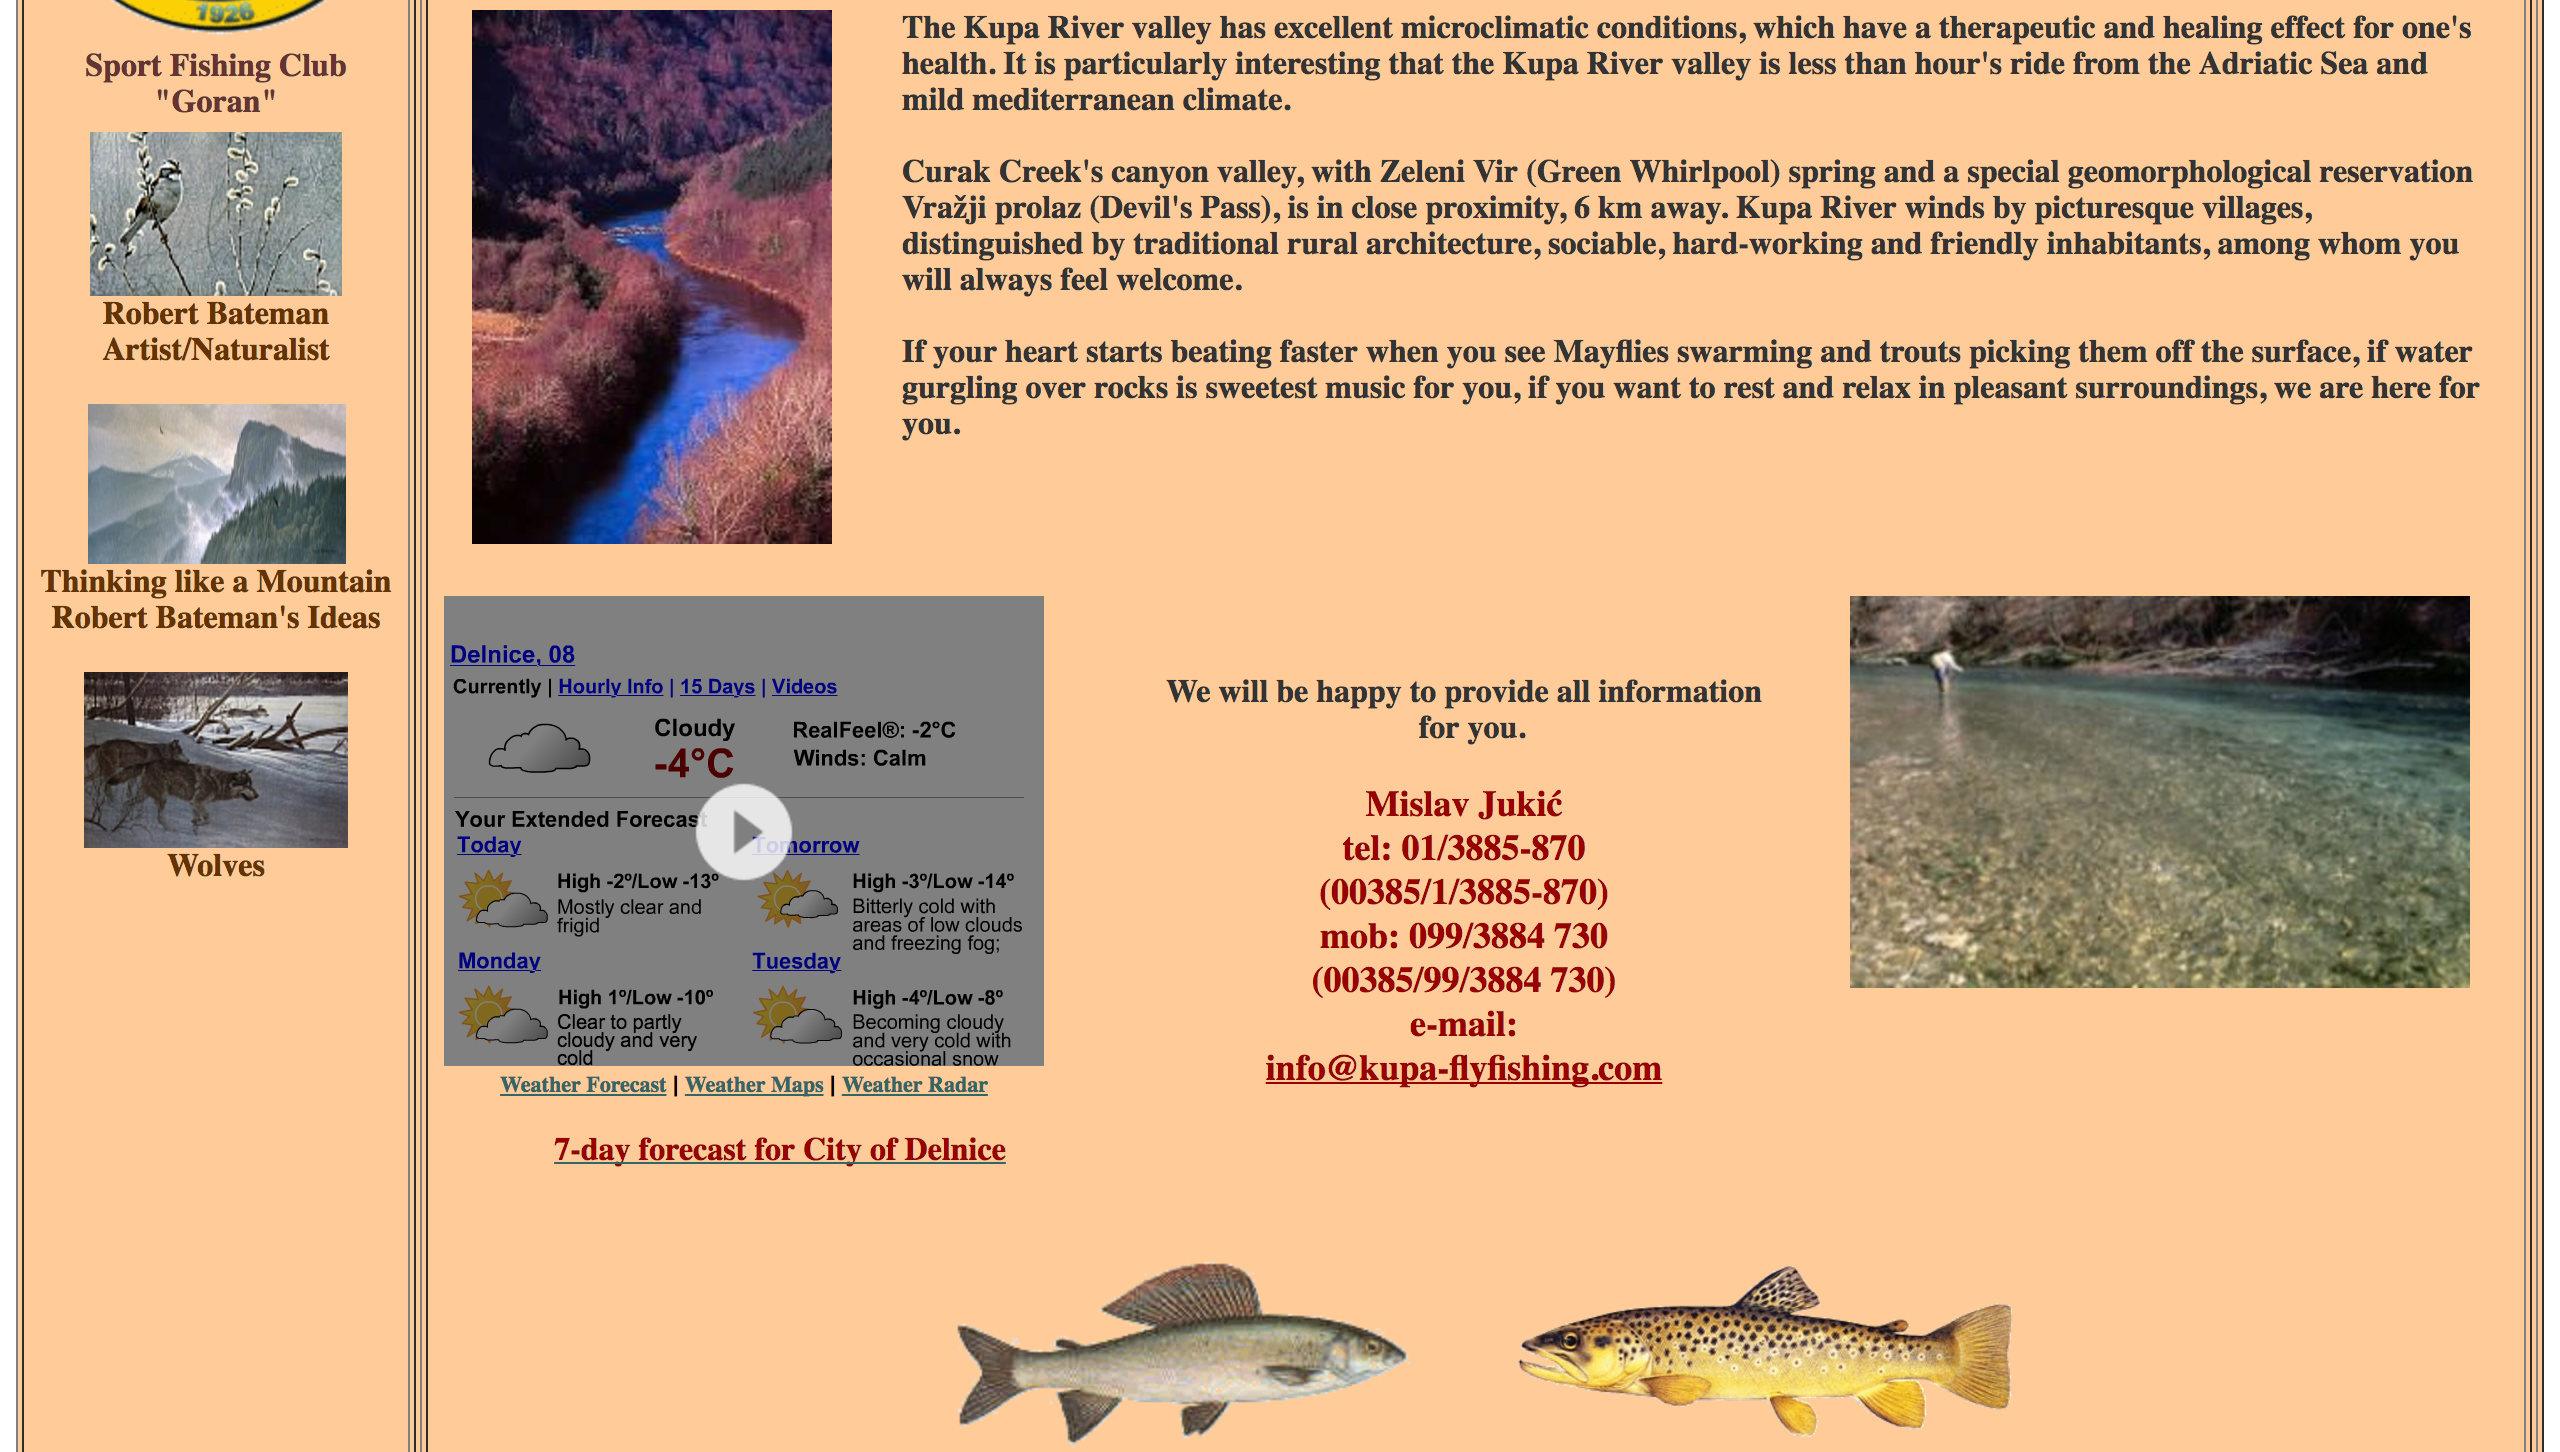 1926
Sport Fishing Club
"Goran"
Robert Bateman
Artist/Naturalist
Thinking like a Mountain
Robert Bateman's Ideas
Wolves
The Kupa River valley has excellent microclimatic conditions, which have a therapeutic and healing effect for one's
health. It is particularly interesting that the Kupa River valley is less than hour's ride from the Adriatic Sea and
mild mediterranean climate.
Curak Creek's canyon valley, with Zeleni Vir (Green Whirlpool) spring and a special geomorphological reservation
Vražji prolaz (Devil's Pass), is in close proximity, 6 km away. Kupa River winds by picturesque villages,
distinguished by traditional rural architecture, sociable, hard-working and friendly inhabitants, among whom you
will always feel welcome.
If your heart starts beating faster when you see Mayflies swarming and trouts picking them off the surface, if water
gurgling over rocks is sweetest music for you, if you want to rest and relax in pleasant surroundings, we are here for
you.
Delnice, 08
Currently | Hourly Info | 15 Days | Videos
Cloudy
-4°C
RealFeel®: -2°C
Winds: Calm
Your Extended Forecast
Today
High -2º/Low -13º
Mostly clear and
frigid
Tomorrow
High -3º/Low -14º
Bitterly cold with
areas of low clouds
and freezing fog;
Monday
High 1º/Low -10º
Clear to partly
cloudy and very
cold
Tuesday
High -4º/Low -8º
Becoming cloudy
and very cold with
occasional snow
Weather Forecast | Weather Maps | Weather Radar
7-day forecast for City of Delnice
We will be happy to provide all information
for you.
Mislav Jukić
tel: 01/3885-870
(00385/1/3885-870)
mob: 099/3884 730
(00385/99/3884 730)
e-mail:
info@kupa-flyfishing.com